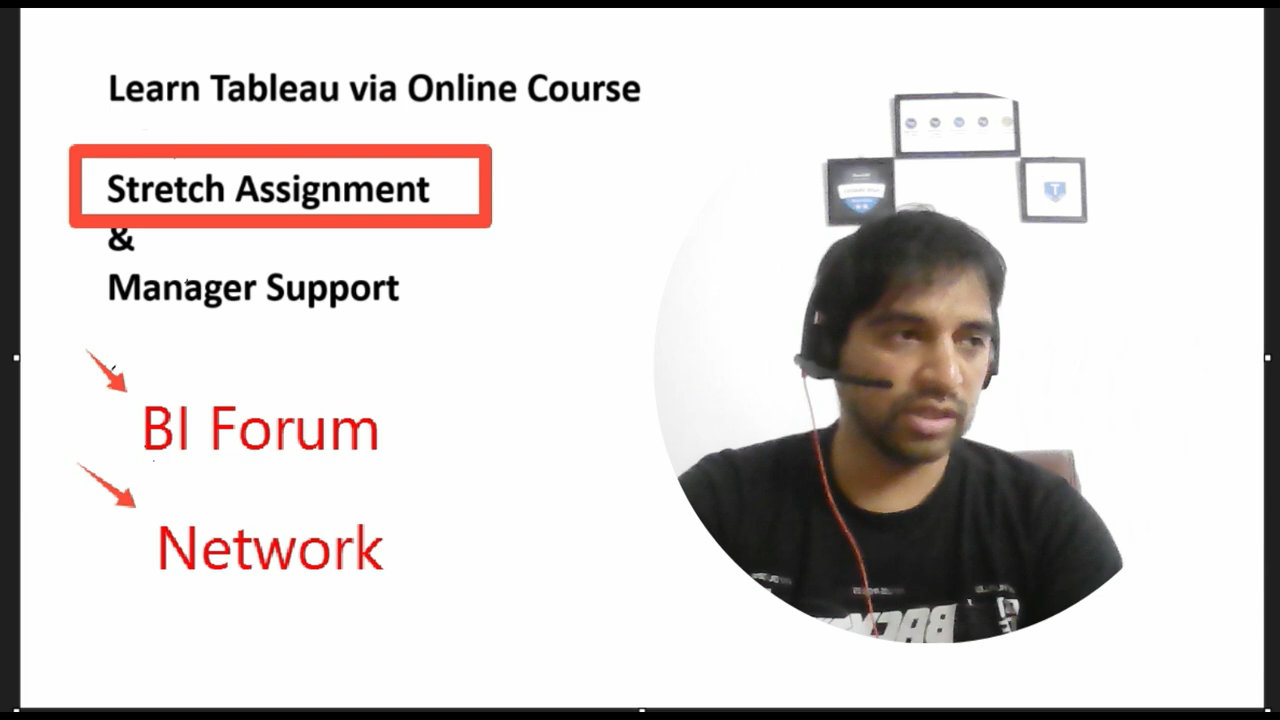 Learn Tableau via Online Course
Stretch Assignment
&
Manager Support
BI Forum
Network